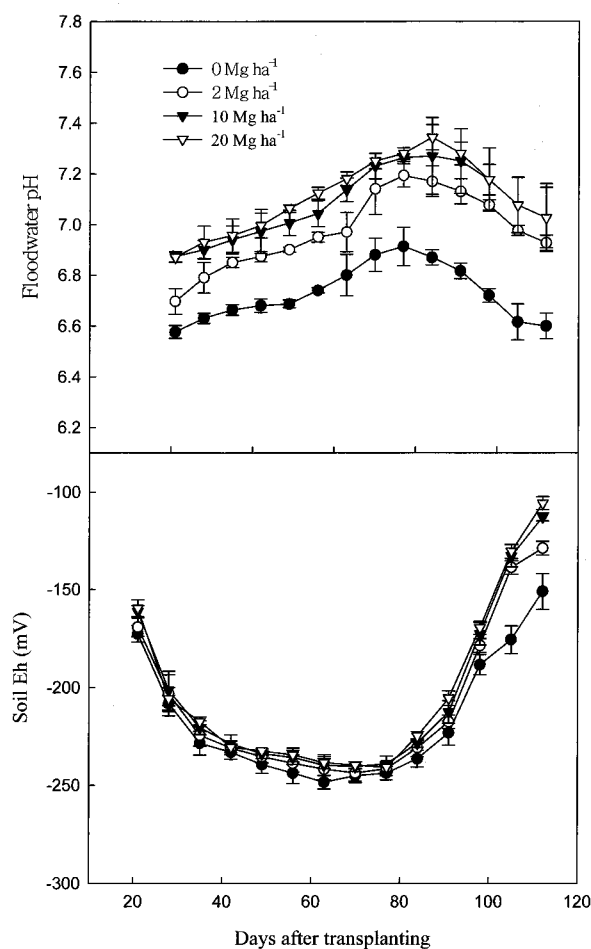 7.8
7.6
7.4
7.2
7.0
6.8
6.6
6.4
6.2
Floodwater pH
0 Mg ha⁻¹
2 Mg ha⁻¹
10 Mg ha⁻¹
20 Mg ha⁻¹
-100
-150
-200
-250
-300
Soil Eh (mV)
20 40 60 80 100 120
Days after transplanting